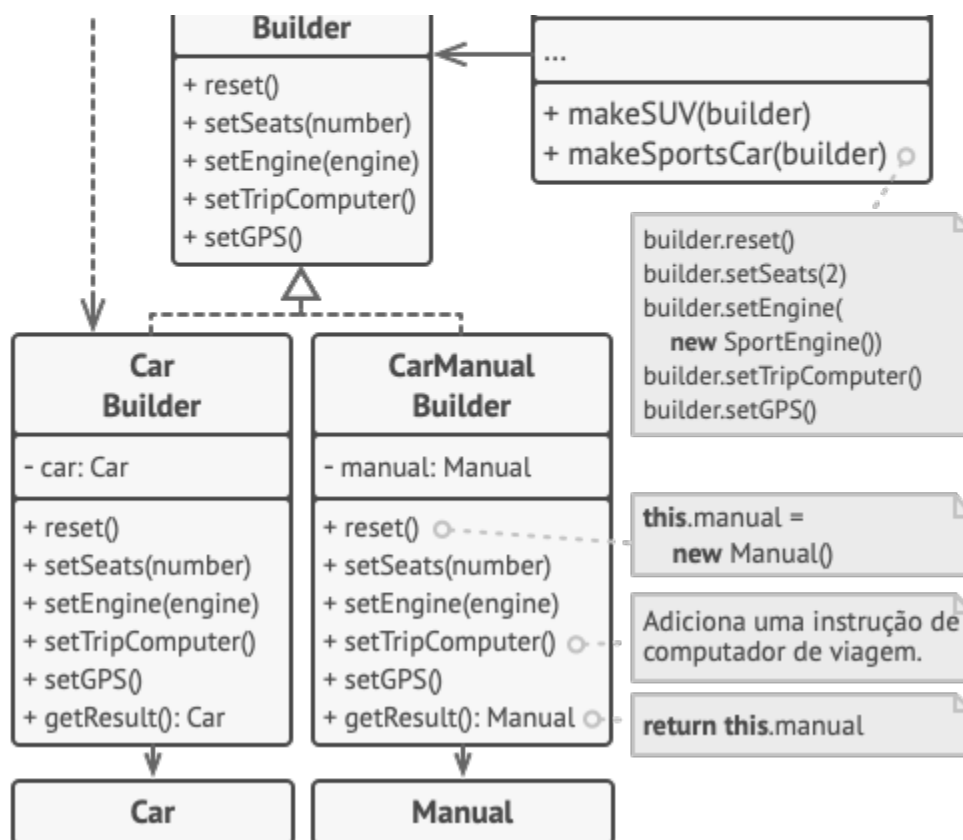 Builder
+ reset()
+ setSeats(number)
+ setEngine(engine)
+ setTripComputer()
+ setGPS()
...
+ makeSUV(builder)
+ makeSportsCar(builder)
builder.reset()
builder.setSeats(2)
builder.setEngine(
new SportEngine())
builder.setTripComputer()
builder.setGPS()
Car
Builder
- car: Car
+ reset()
+ setSeats(number)
+ setEngine(engine)
+ setTripComputer()
+ setGPS()
+ getResult(): Car
CarManual
Builder
- manual: Manual
+ reset()
+ setSeats(number)
+ setEngine(engine)
+ setTripComputer()
+ setGPS()
+ getResult(): Manual
this.manual =
new Manual()
Adiciona uma instrução de
computador de viagem.
return this.manual
Car
Manual